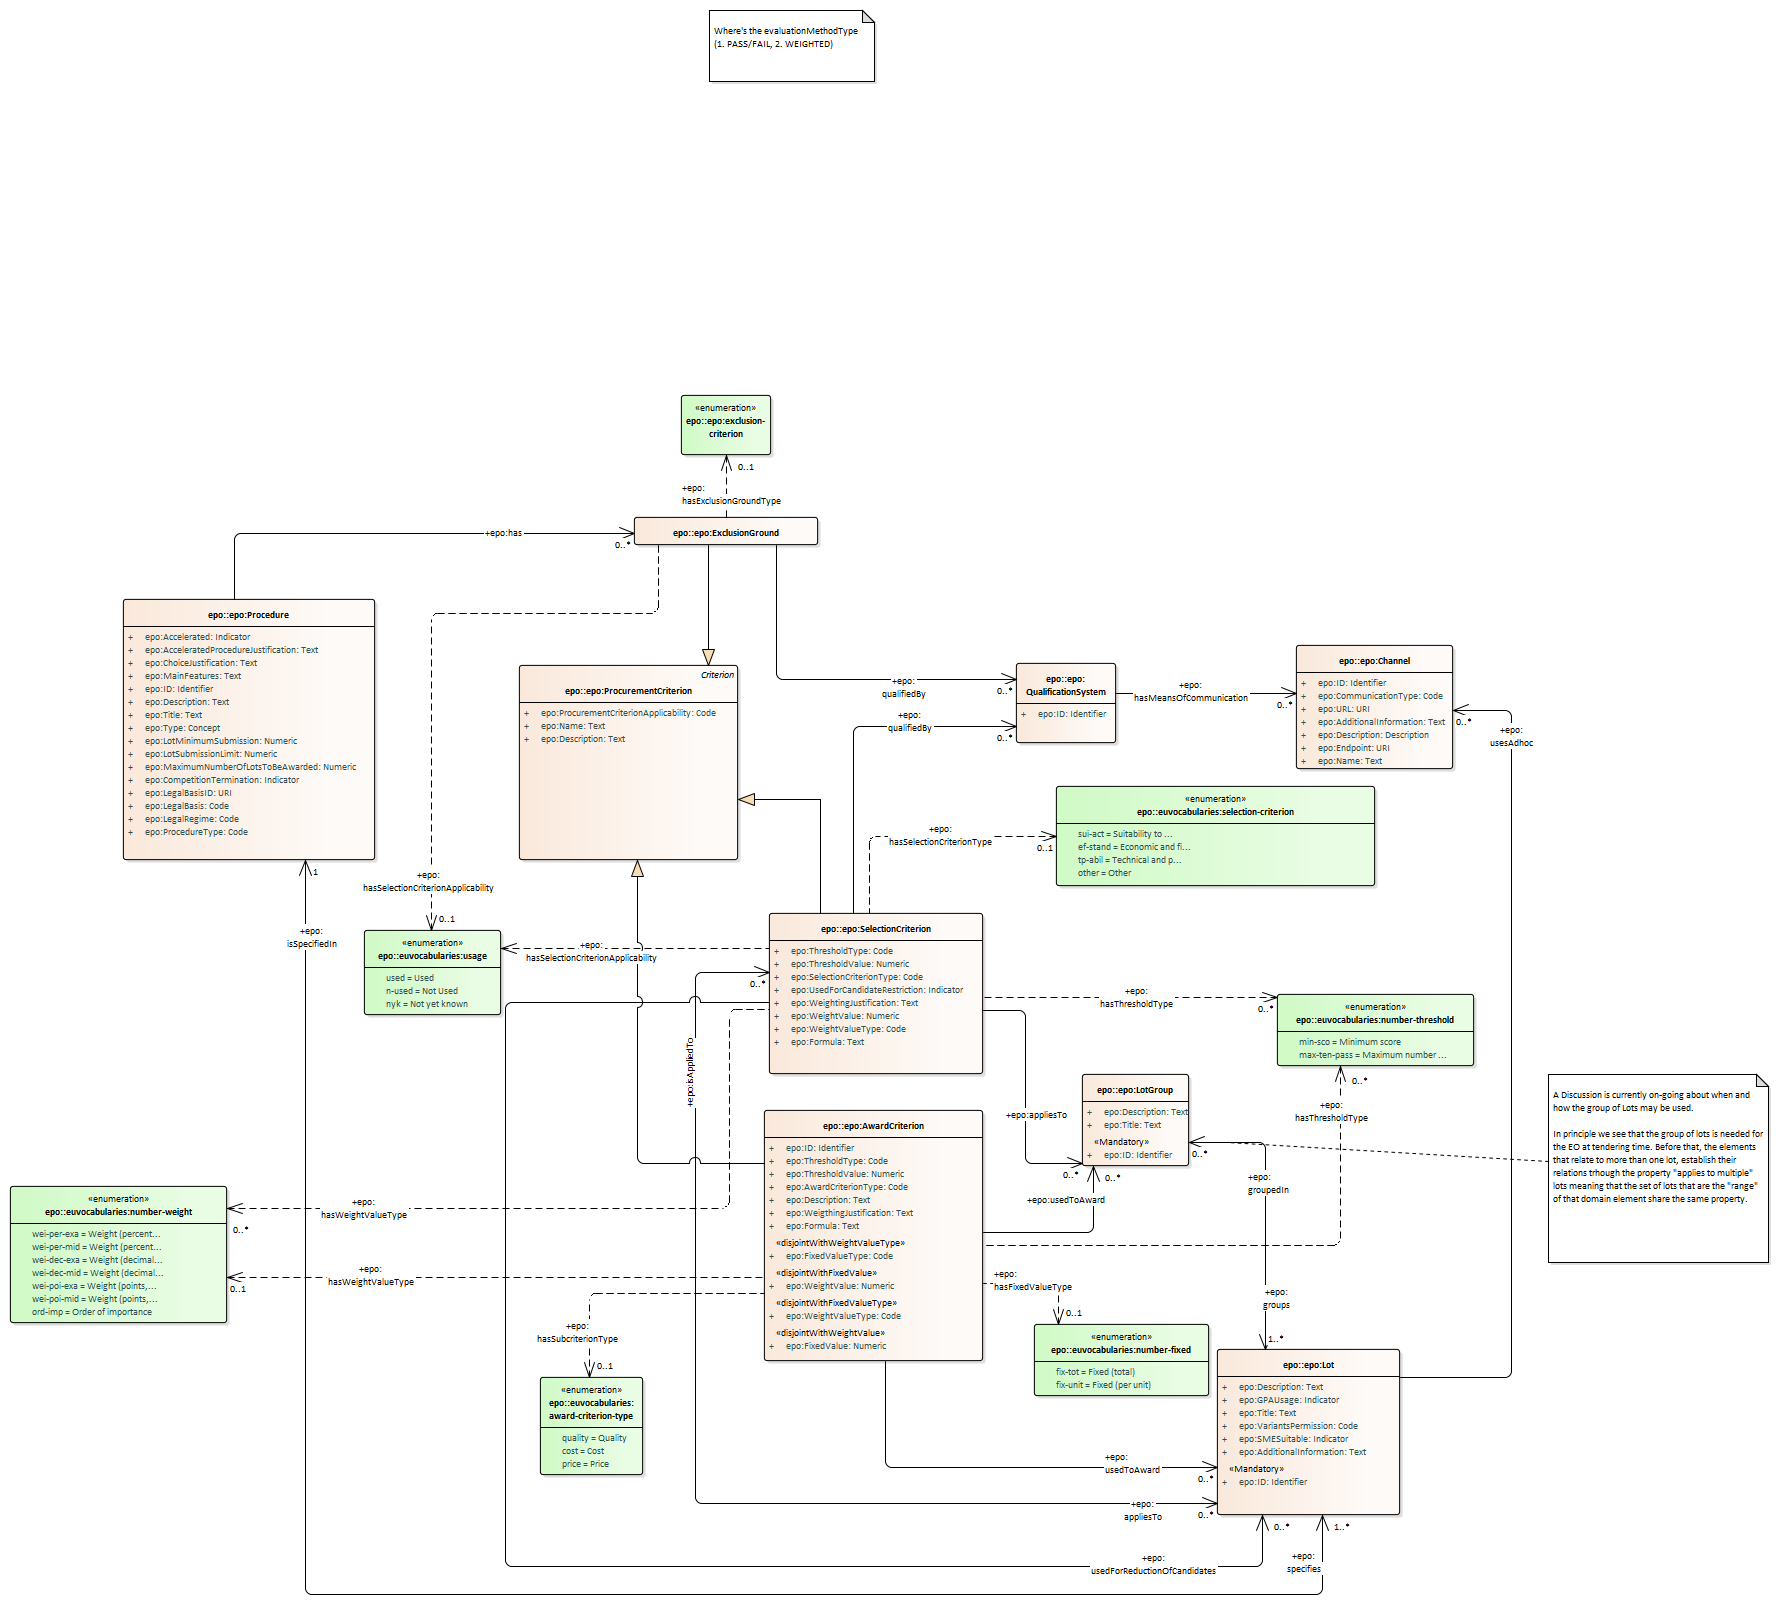 Where's the evaluationMethodType
(1. PASS/FAIL, 2. WEIGHTED)
«enumeration»
epo::epo:exclusion-
criterion
0..1
+epo:
hasExclusionGroundType
epo::epo:ExclusionGround
+epo:has
0..*
epo::epo:Procedure
+ epo:Accelerated: Indicator
+ epo:AcceleratedProcedureJustification: Text
+ epo:ChoiceJustification: Text
+ epo:MainFeatures: Text
+ epo:ID: Identifier
+ epo:Description: Text
+ epo:Title: Text
+ epo:Type: Concept
+ epo:LotMinimumSubmission: Numeric
+ epo:LotSubmissionLimit: Numeric
+ epo:MaximumNumberOfLotsToBeAwarded: Numeric
+ epo:CompetitionTermination: Indicator
+ epo:LegalBasisID: URI
+ epo:LegalBasis: Code
+ epo:LegalRegime: Code
+ epo:ProcedureType: Code
Criterion
epo::epo:ProcurementCriterion
+ epo:ProcurementCriterionApplicability: Code
+ epo:Name: Text
+ epo:Description: Text
+epo:
qualifiedBy
0..*
+epo:
qualifiedBy
0..*
epo::epo:
QualificationSystem
+ epo:ID: Identifier
+epo:
hasMeansOfCommunication
0..*
epo::epo:Channel
+ epo:ID: Identifier
+ epo:CommunicationType: Code
+ epo:URL: URI
+ epo:AdditionalInformation: Text
+ epo:Description: Description
+ epo:Endpoint: URI
+ epo:Name: Text
0..*
+epo:
usesAdhoc
«enumeration»
epo::euvocabularies:selection-criterion
sui-act = Suitability to ...
ef-stand = Economic and fi...
tp-abil = Technical and p...
other = Other
+epo:
hasSelectionCriterionType
0..1
1
+epo:
isSpecifiedIn
+epo:
hasSelectionCriterionApplicability
0..1
«enumeration»
epo::euvocabularies:usage
used = Used
n-used = Not Used
nyk = Not yet known
+epo:
hasSelectionCriterionApplicability
epo::epo:SelectionCriterion
+ epo:ThresholdType: Code
+ epo:ThresholdValue: Numeric
+ epo:SelectionCriterionType: Code
+ epo:UsedForCandidateRestriction: Indicator
+ epo:WeightingJustification: Text
+ epo:WeightValue: Numeric
+ epo:WeightValueType: Code
+ epo:Formula: Text
0..*
+epo:isAppliedTo
+epo:
hasThresholdType
0..*
«enumeration»
epo::euvocabularies:number-threshold
min-sco = Minimum score
max-ten-pass = Maximum number ...
0..*
+epo:
hasThresholdType
+epo:appliesTo
0..*
epo::epo:LotGroup
+ epo:Description: Text
+ epo:Title: Text
«Mandatory»
+ epo:ID: Identifier
0..*
+epo:usedToAward
0..*
+epo:
groupedIn
A Discussion is currently on-going about when and
how the group of Lots may be used.
In principle we see that the group of lots is needed for
the EO at tendering time. Before that, the elements
that relate to more than one lot, establish their
relations trhough the property "applies to multiple"
lots meaning that the set of lots that are the "range"
of that domain element share the same property.
epo::epo:AwardCriterion
+ epo:ID: Identifier
+ epo:ThresholdType: Code
+ epo:ThresholdValue: Numeric
+ epo:AwardCriterionType: Code
+ epo:Description: Text
+ epo:WeigthingJustification: Text
+ epo:Formula: Text
«disjointWithWeightValueType»
+ epo:FixedValueType: Code
«disjointWithFixedValue»
+ epo:WeightValue: Numeric
«disjointWithFixedValueType»
+ epo:WeightValueType: Code
«disjointWithWeightValue»
+ epo:FixedValue: Numeric
«enumeration»
epo::euvocabularies:number-weight
wei-per-exa = Weight (percent...
wei-per-mid = Weight (percent...
wei-dec-exa = Weight (decimal...
wei-dec-mid = Weight (decimal...
wei-poi-exa = Weight (points,...
wei-poi-mid = Weight (points,...
ord-imp = Order of importance
0..*
+epo:
hasWeightValueType
0..1
+epo:
hasWeightValueType
+epo:
hasSubcriterionType
0..1
«enumeration»
epo::euvocabularies:
award-criterion-type
quality = Quality
cost = Cost
price = Price
+epo:
hasFixedValueType
0..1
«enumeration»
epo::euvocabularies:number-fixed
fix-tot = Fixed (total)
fix-unit = Fixed (per unit)
+epo:
groups
1..*
epo::epo:Lot
+ epo:Description: Text
+ epo:GPAUsage: Indicator
+ epo:Title: Text
+ epo:VariantsPermission: Code
+ epo:SMESuitable: Indicator
+ epo:AdditionalInformation: Text
«Mandatory»
+ epo:ID: Identifier
+epo:
usedToAward
0..*
+epo:
appliesTo
0..*
0..*
+epo:
usedForReductionOfCandidates
1..*
+epo:
specifies